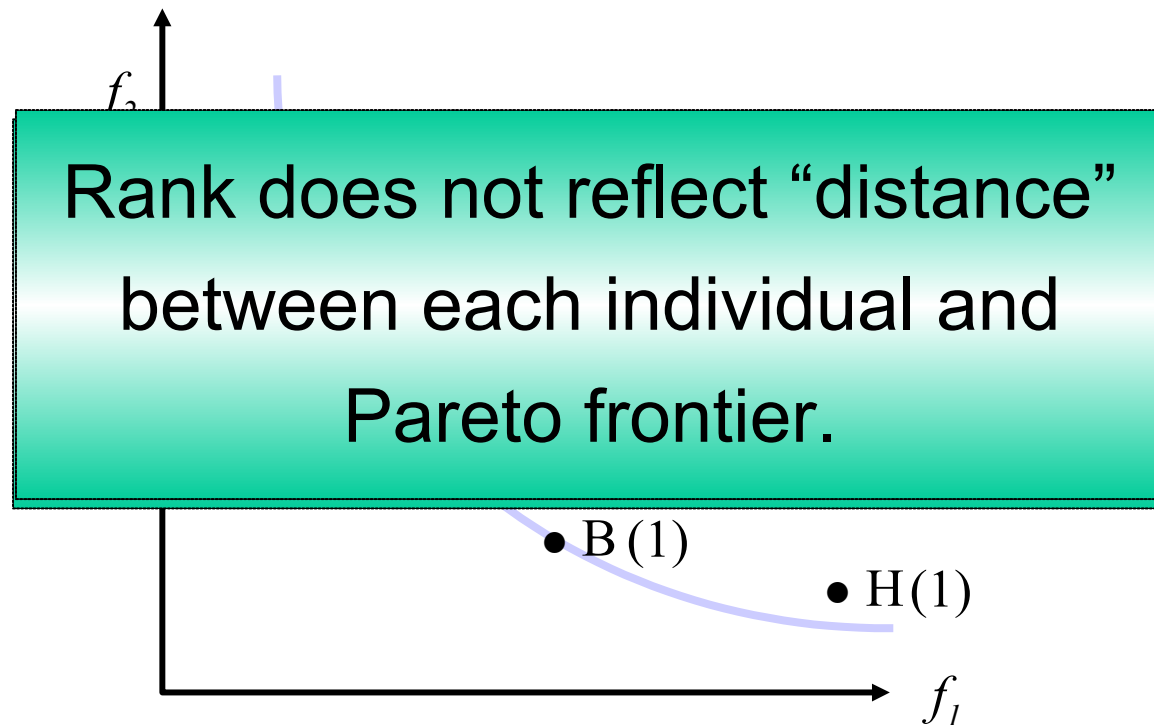 Rank does not reflect “distance”
between each individual and
Pareto frontier.
B (1)
H (1)
f1